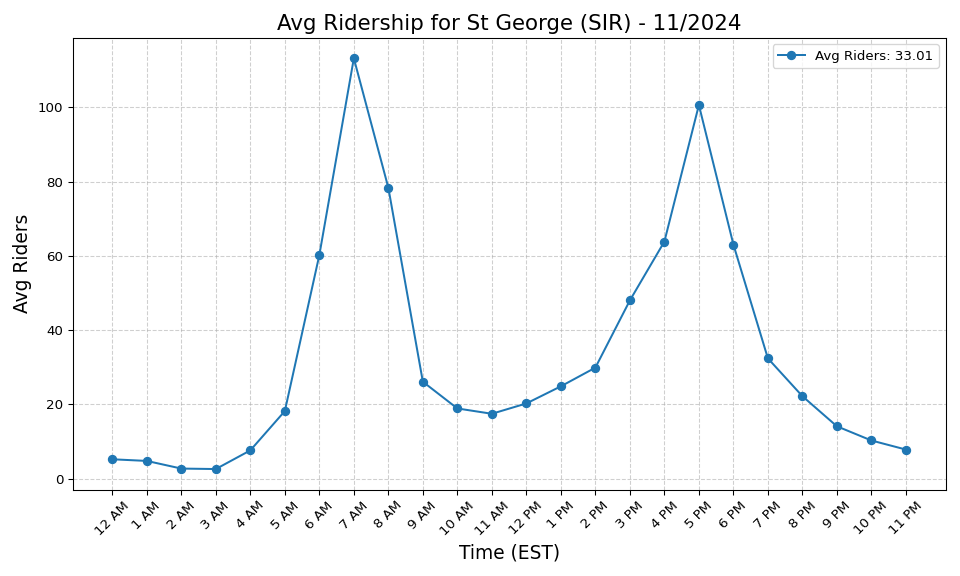 Avg Ridership for St George (SIR) - 11/2024
Avg Riders: 33.01
Avg Riders
100
80
60
40
20
0
12 AM
1 AM
2 AM
3 AM
4 AM
5 AM
6 AM
7 AM
8 AM
9 AM
10 AM
11 AM
12 PM
1 PM
2 PM
3 PM
4 PM
5 PM
6 PM
7 PM
8 PM
9 PM
10 PM
11 PM
Time (EST)